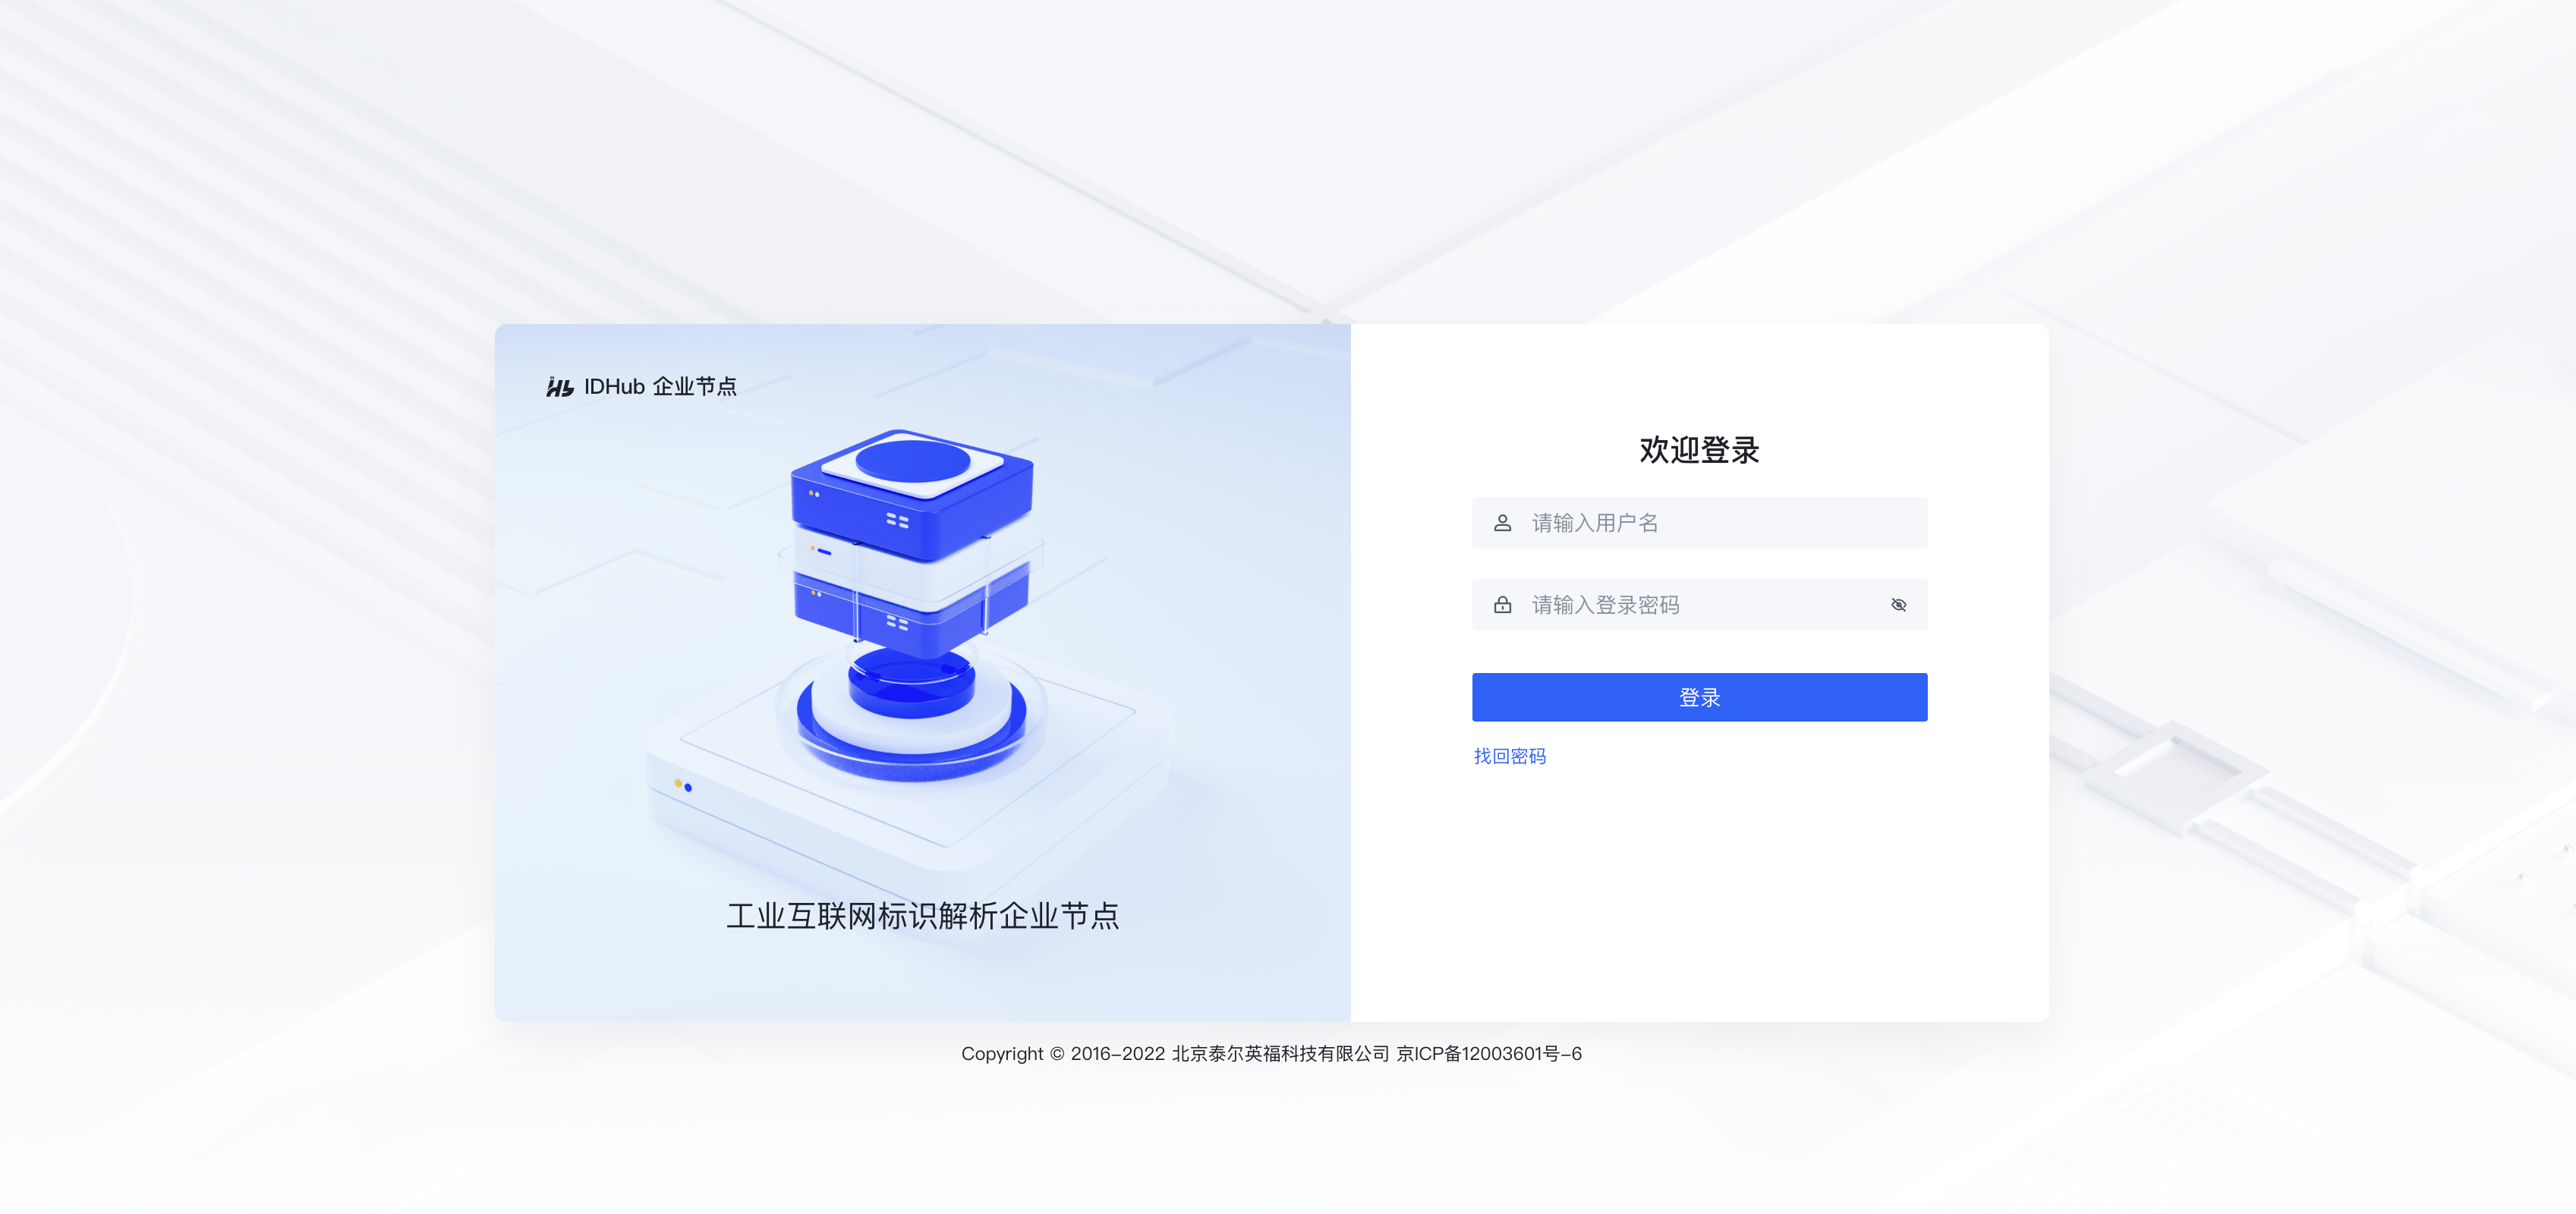 IDHub 企业节点
工业互联网标识解析企业节点
欢迎登录
请输入用户名
请输入登录密码
登录
找回密码
Copyright © 2016-2022 北京泰尔英福科技有限公司 京ICP备12003601号-6